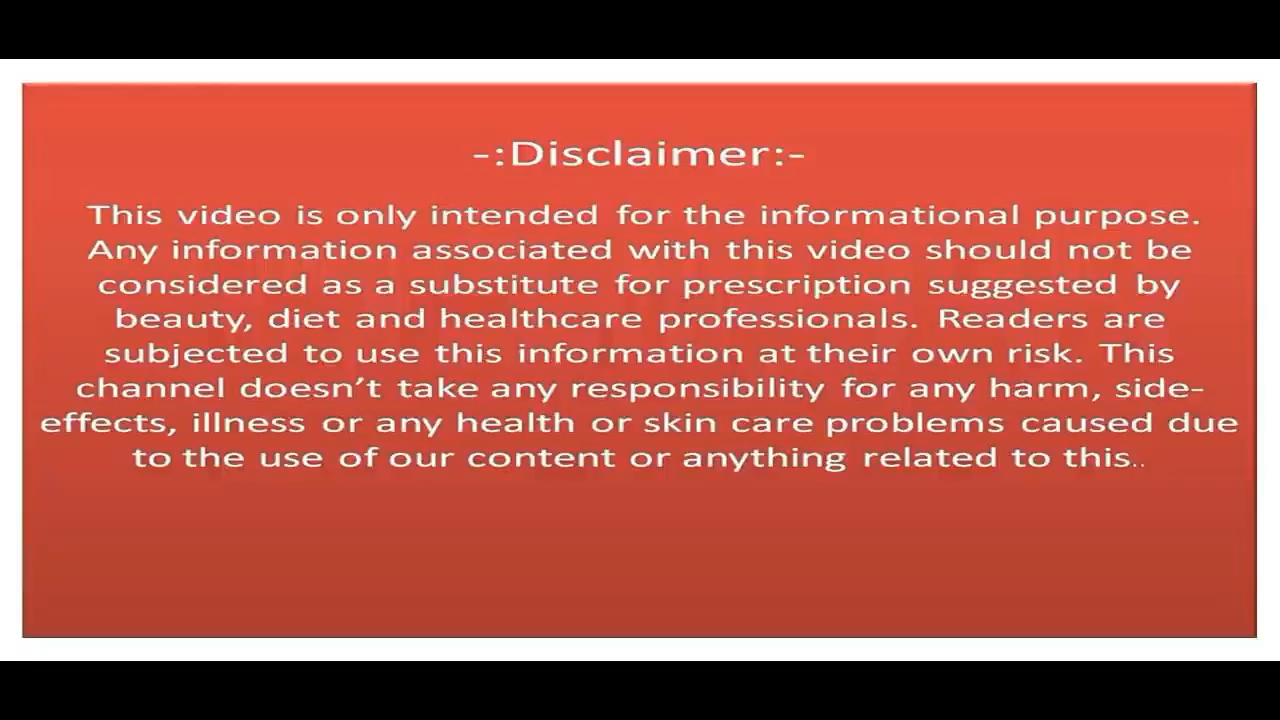 -:Disclaimer:-
This video is only intended for the informational purpose.
Any information associated with this video should not be
considered as a substitute for prescription suggested by
beauty, diet and healthcare professionals. Readers are
subjected to use this information at their own risk. This
channel doesn’t take any responsibility for any harm, side-
effects, illness or any health or skin care problems caused due
to the use of our content or anything related to this..